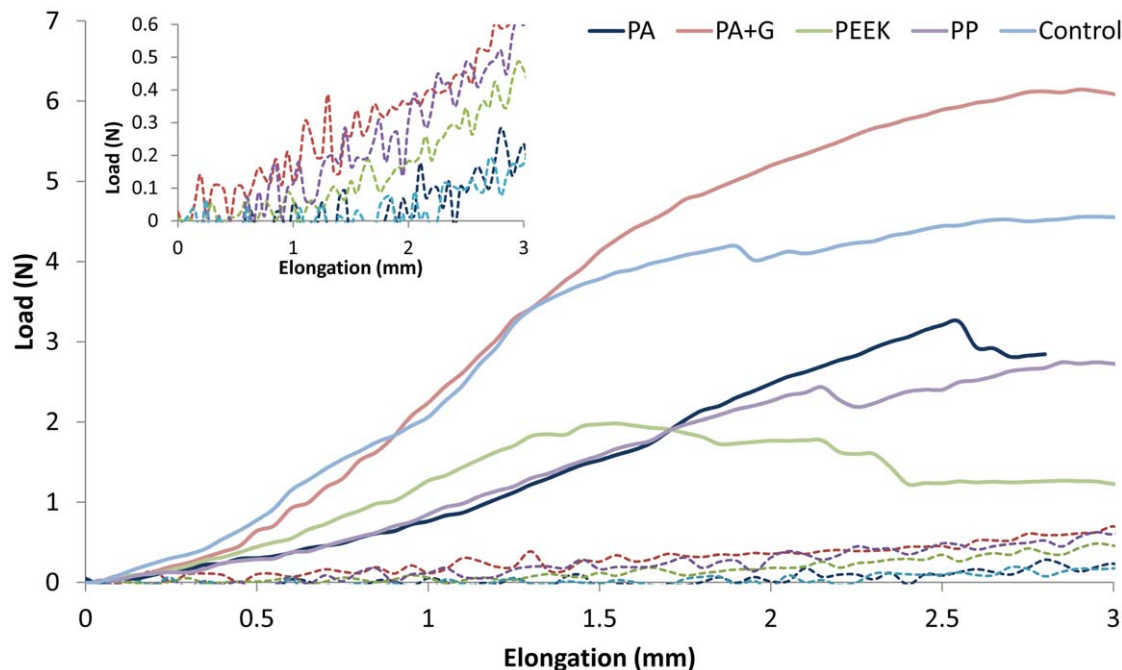 PA PA+G PEEK PP Control
Load (N)
7
6
5
4
3
2
1
0
0 0.5 1 1.5 2 2.5 3
Elongation (mm)
Load (N)
0.6
0.5
0.4
0.3
0.2
0.1
0
0 1 2 3
Elongation (mm)